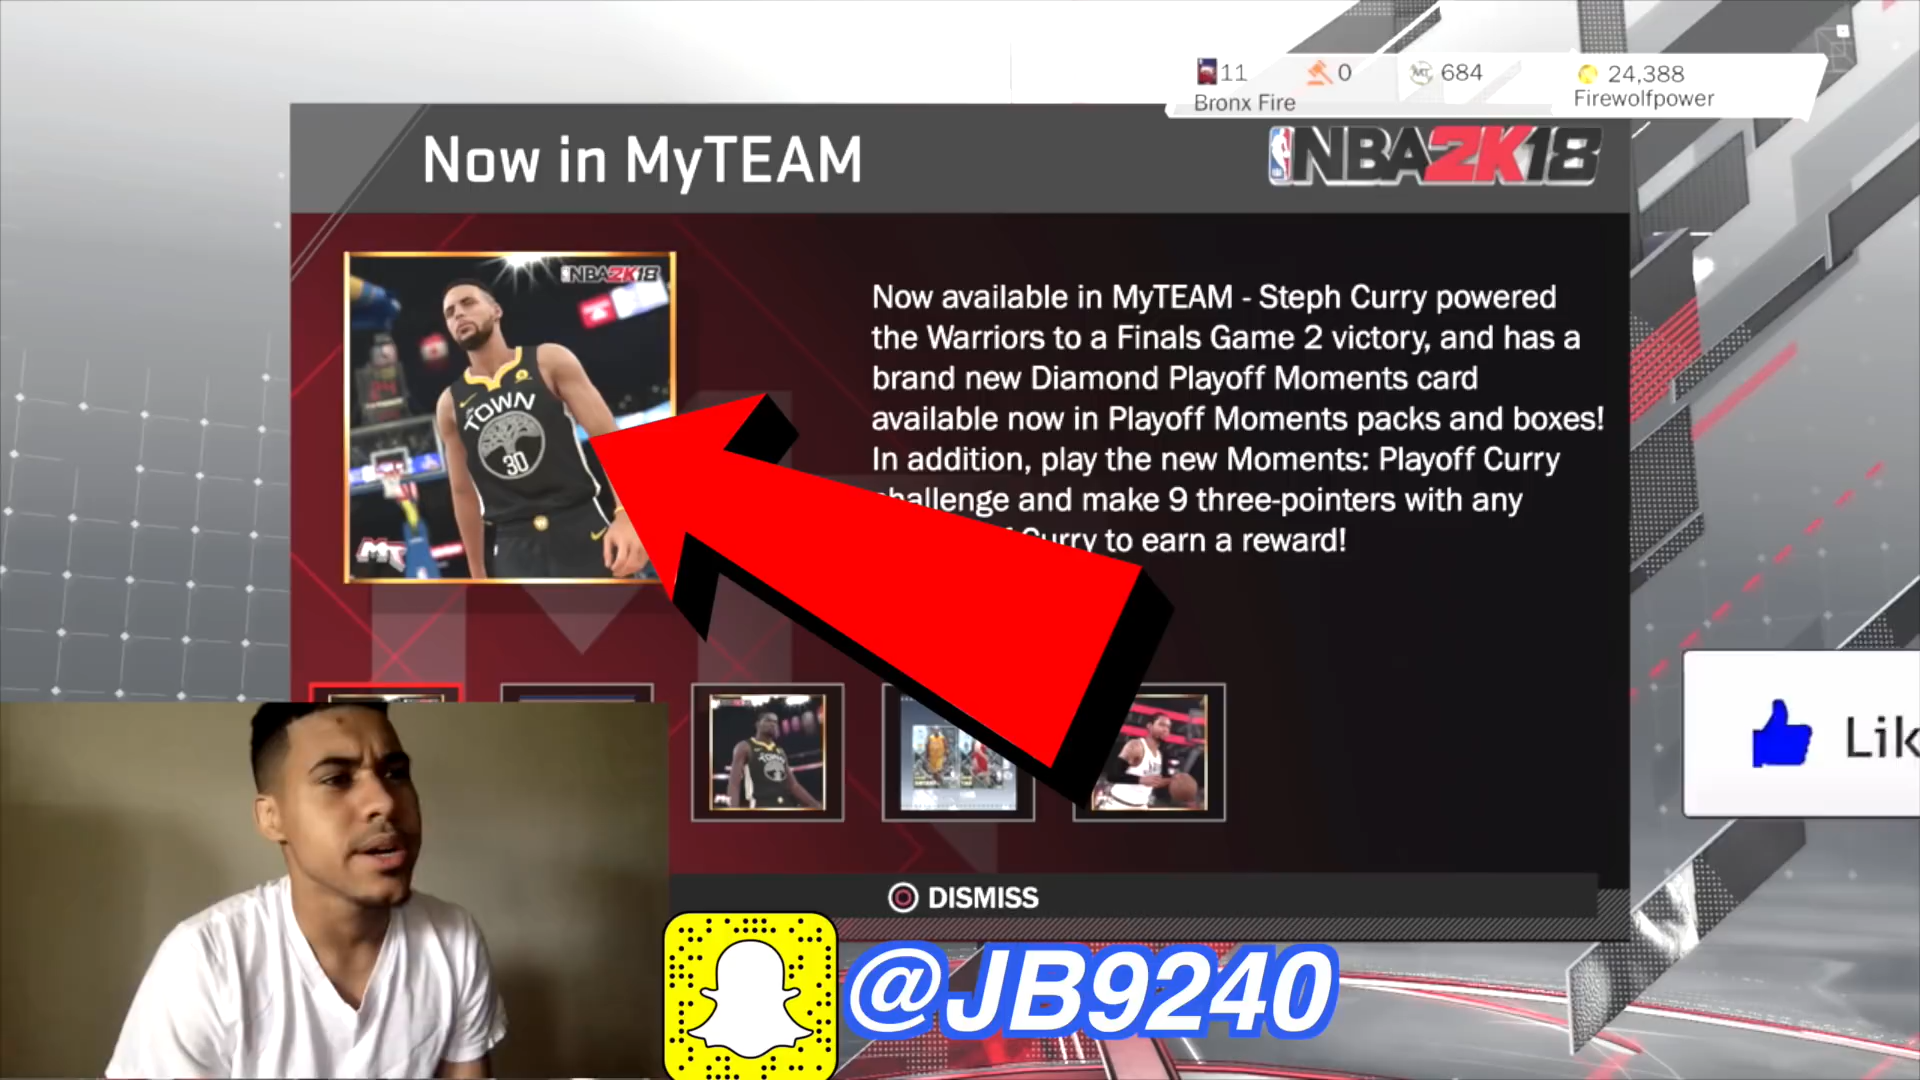 11
0
684
24,388
Bronx Fire
Firewolfpower
Now in MyTEAM
NBA2K18
NBA2K18
Now available in MyTEAM - Steph Curry powered
the Warriors to a Finals Game 2 victory, and has a
brand new Diamond Playoff Moments card
available now in Playoff Moments packs and boxes!
In addition, play the new Moments: Playoff Curry
challenge and make 9 three-pointers with any
Curry to earn a reward!
TOWN
30
MT
DISMISS
@JB9240
Lik